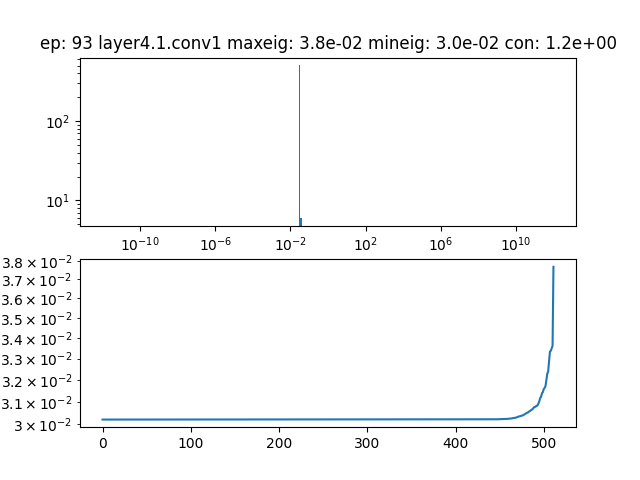 ep: 93 layer4.1.conv1 maxeig: 3.8e-02 mineig: 3.0e-02 con: 1.2e+00
10²
10¹
10⁻¹⁰ 10⁻⁶ 10⁻² 10² 10⁶ 10¹⁰
3.8 × 10⁻²
3.7 × 10⁻²
3.6 × 10⁻²
3.5 × 10⁻²
3.4 × 10⁻²
3.3 × 10⁻²
3.2 × 10⁻²
3.1 × 10⁻²
3 × 10⁻²
0 100 200 300 400 500